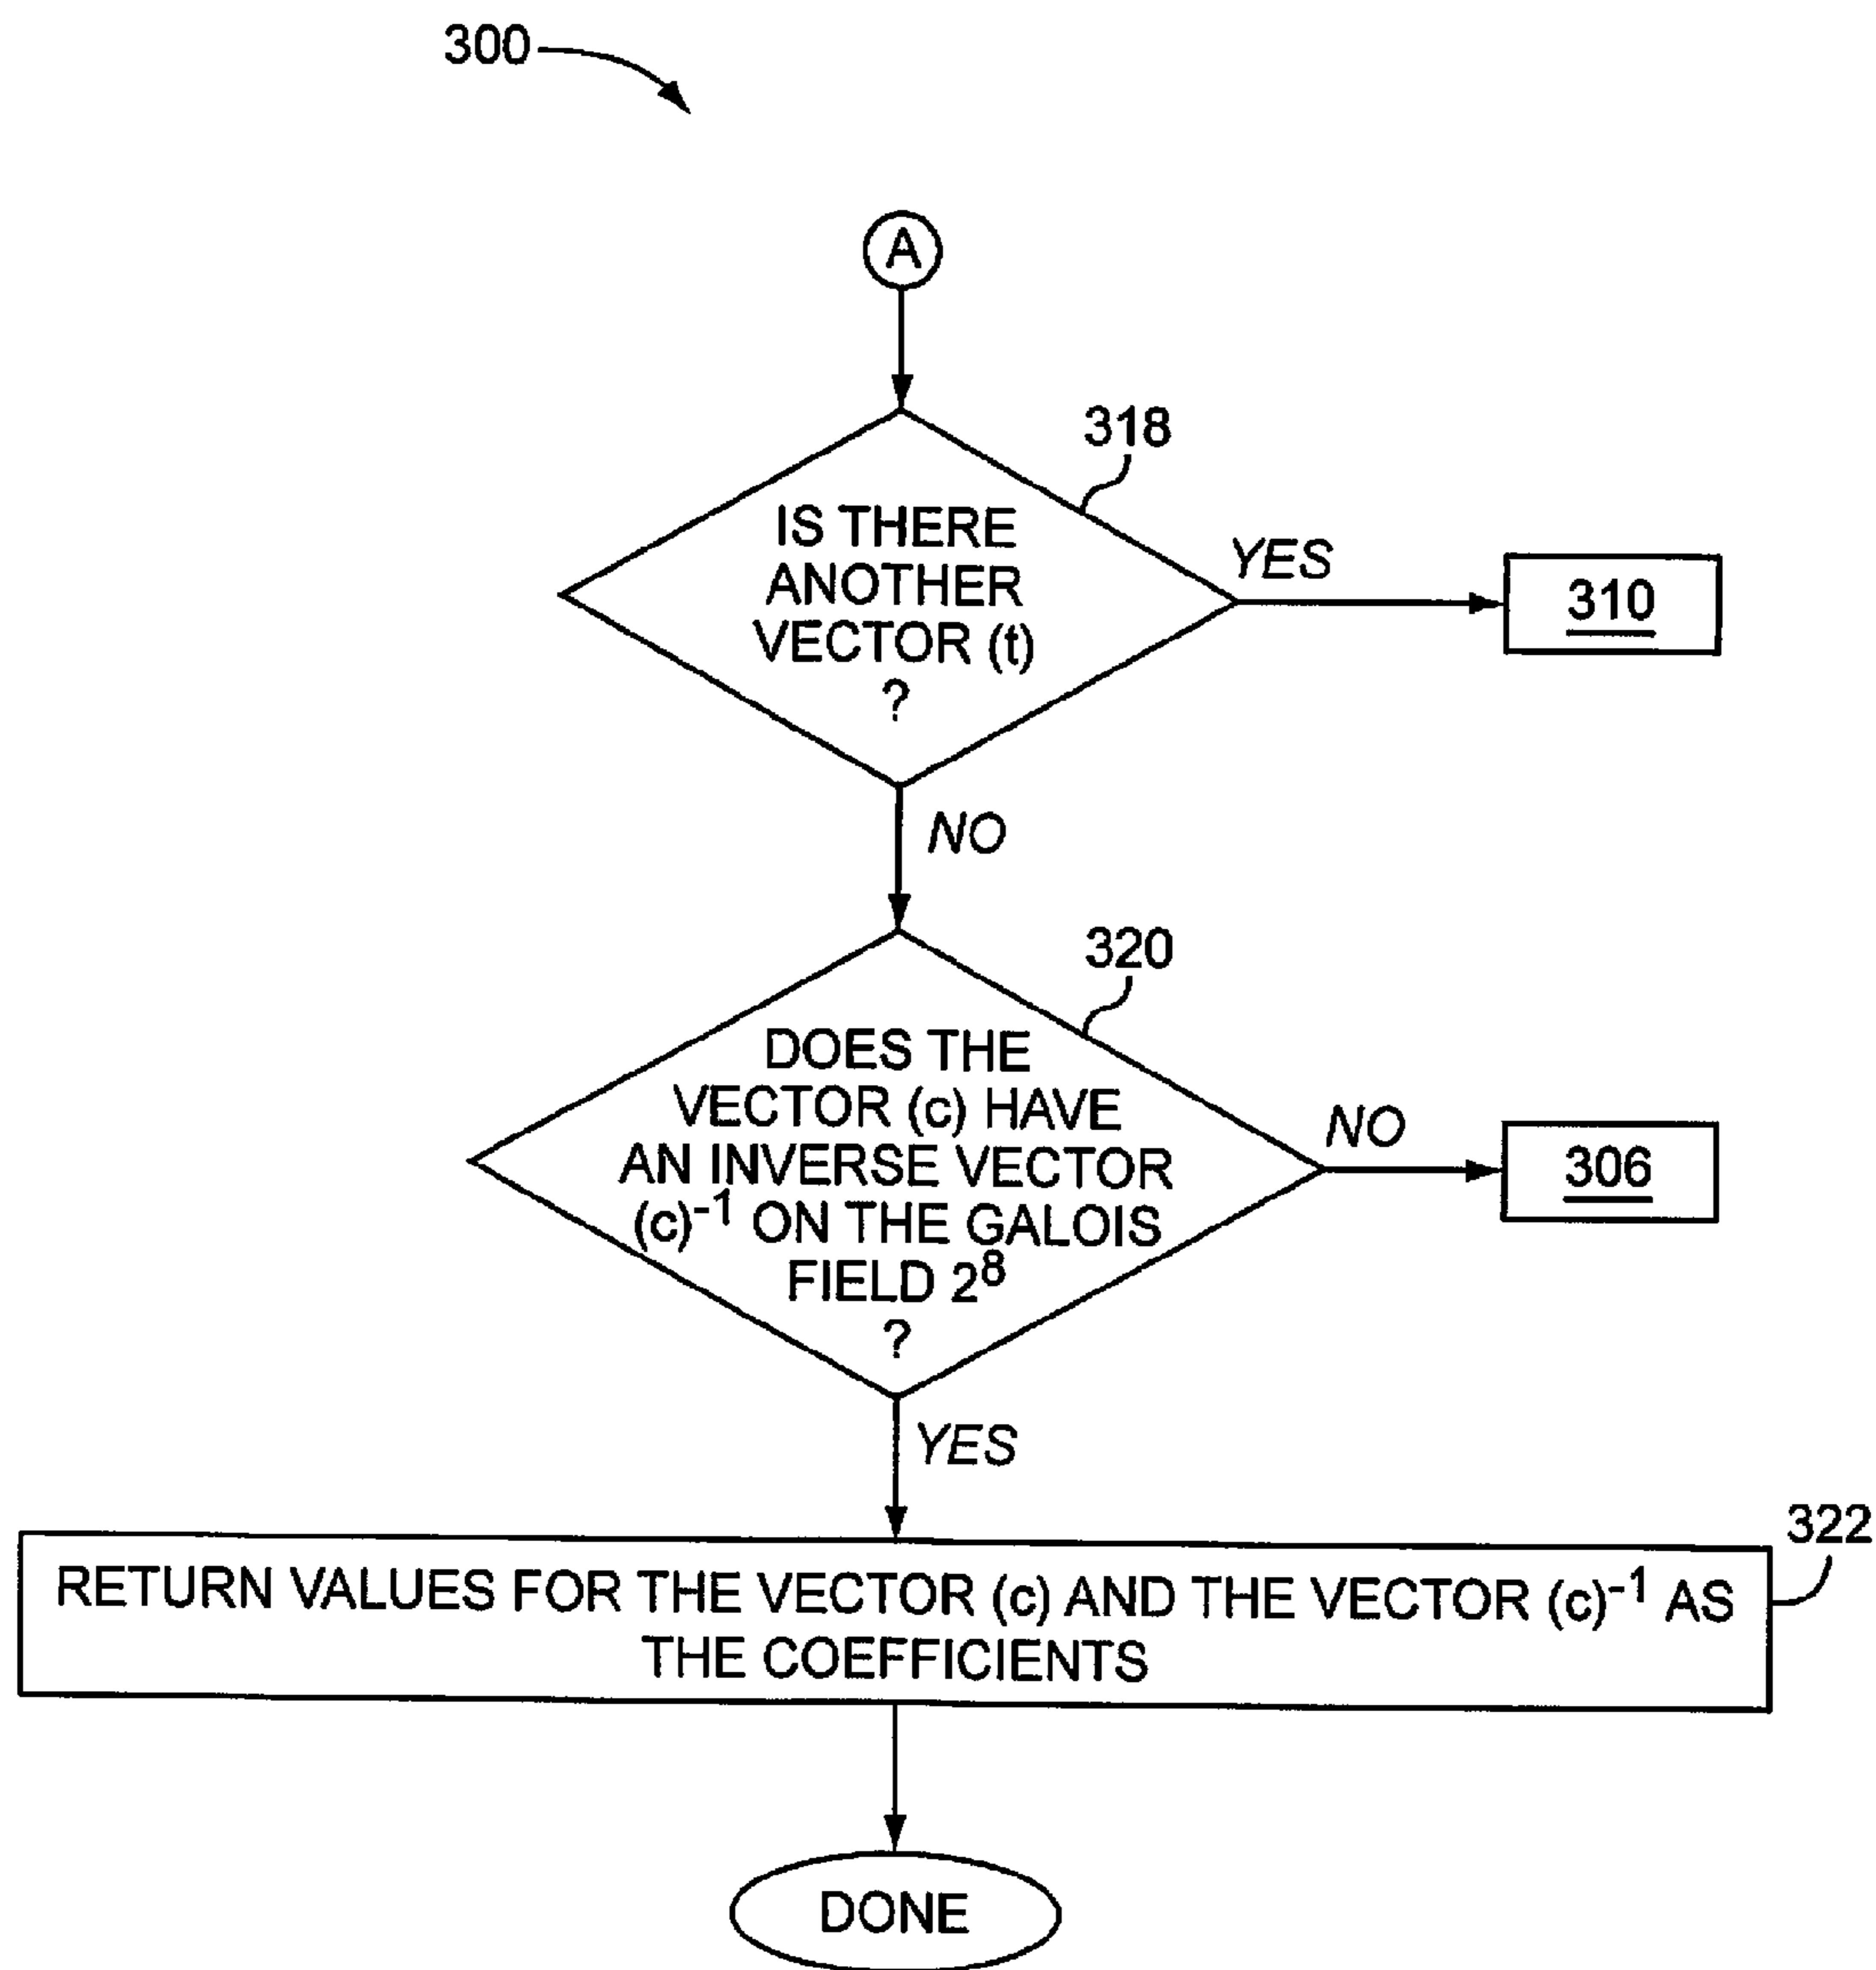 300
A
318
IS THERE
ANOTHER
VECTOR (t)
?
YES
310
NO
320
DOES THE
VECTOR (c) HAVE
AN INVERSE VECTOR
(c)⁻¹ ON THE GALOIS
FIELD 2⁸
?
NO
306
YES
322
RETURN VALUES FOR THE VECTOR (c) AND THE VECTOR (c)⁻¹ AS
THE COEFFICIENTS
DONE